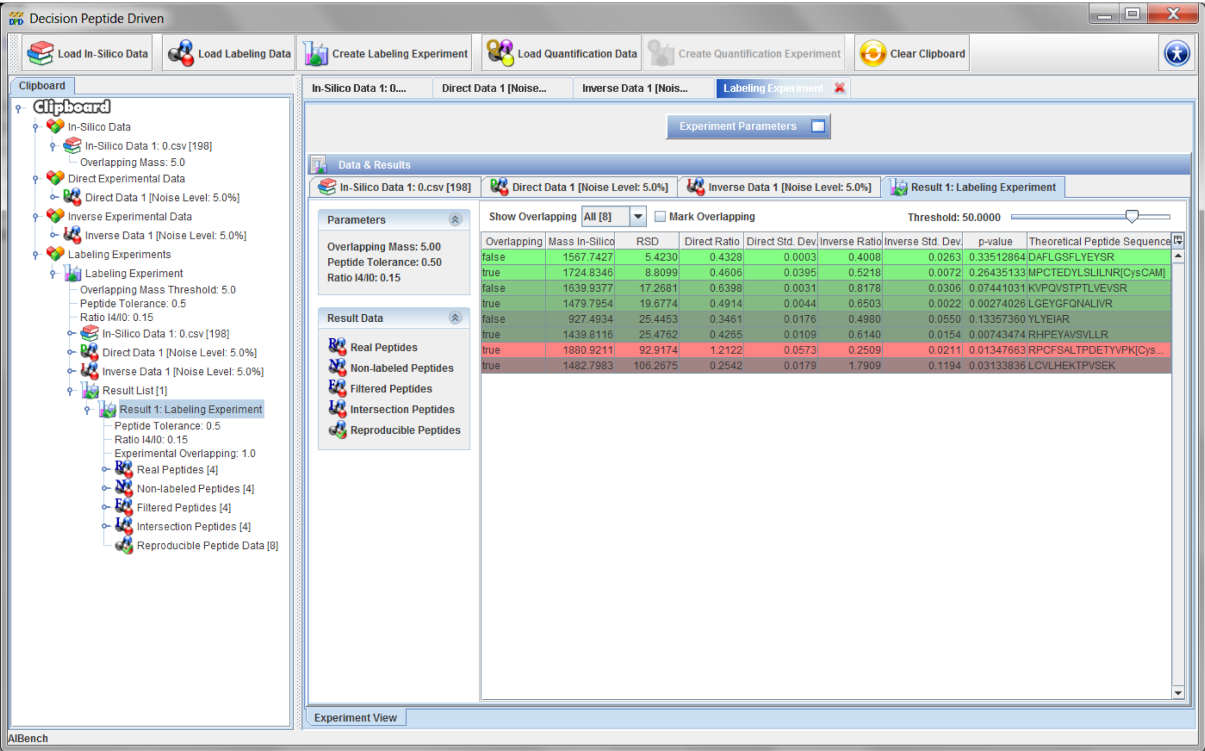 Decision Peptide Driven
Load In-Silico Data
Load Labeling Data
Create Labeling Experiment
Load Quantification Data
Create Quantification Experiment
Clear Clipboard
Clipboard
Clipboard
In-Silico Data
In-Silico Data 1: 0.csv [198]
Overlapping Mass: 5.0
Direct Experimental Data
Direct Data 1 [Noise Level: 5.0%]
Inverse Experimental Data
Inverse Data 1 [Noise Level: 5.0%]
Labeling Experiments
Labeling Experiment
Overlapping Mass Threshold: 5.0
Peptide Tolerance: 0.5
Ratio I4/I0: 0.15
In-Silico Data 1: 0.csv [198]
Direct Data 1 [Noise Level: 5.0%]
Inverse Data 1 [Noise Level: 5.0%]
Result List [1]
Result 1: Labeling Experiment
Peptide Tolerance: 0.5
Ratio I4/I0: 0.15
Experimental Overlapping: 1.0
Real Peptides [4]
Non-labeled Peptides [4]
Filtered Peptides [4]
Intersection Peptides [4]
Reproducible Peptide Data [8]
In-Silico Data 1: 0....
Direct Data 1 [Noise...
Inverse Data 1 [Nois...
Labeling Experiment
Experiment Parameters
Data & Results
In-Silico Data 1: 0.csv [198]
Direct Data 1 [Noise Level: 5.0%]
Inverse Data 1 [Noise Level: 5.0%]
Result 1: Labeling Experiment
Parameters
Overlapping Mass: 5.00
Peptide Tolerance: 0.50
Ratio I4/I0: 0.15
Result Data
Real Peptides
Non-labeled Peptides
Filtered Peptides
Intersection Peptides
Reproducible Peptides
Show Overlapping All [8] Mark Overlapping Threshold: 50.0000
Overlapping Mass In-Silico RSD Direct Ratio Direct Std. Dev. Inverse Ratio Inverse Std. Dev. p-value Theoretical Peptide Sequence
false 1567.7427 5.4230 0.4328 0.0003 0.4008 0.0263 0.33512864 DAFLGSFLYEYSR
true 1724.8346 8.8099 0.4606 0.0395 0.5218 0.0072 0.26435133 MPCTEDYLSLILNR[CysCAM]
false 1639.9377 17.2681 0.6398 0.0031 0.8178 0.0306 0.07441031 KVPQVSTPTLVEVSR
true 1479.7954 19.6774 0.4914 0.0044 0.6503 0.0022 0.00274026 LGEYGFQNALIVR
false 927.4934 25.4453 0.3461 0.0176 0.4980 0.0550 0.13357360 YLYEIAR
true 1439.8116 25.4762 0.4265 0.0109 0.6140 0.0154 0.00743474 RHPEYAVSVLLR
true 1880.9211 92.9174 1.2122 0.0573 0.2509 0.0211 0.01347663 RPCFSALTPDETYVPK[Cys...
true 1482.7983 106.2675 0.2542 0.0179 1.7909 0.1194 0.03133836 LCVLHEKTPVSEK
Experiment View
AIBench